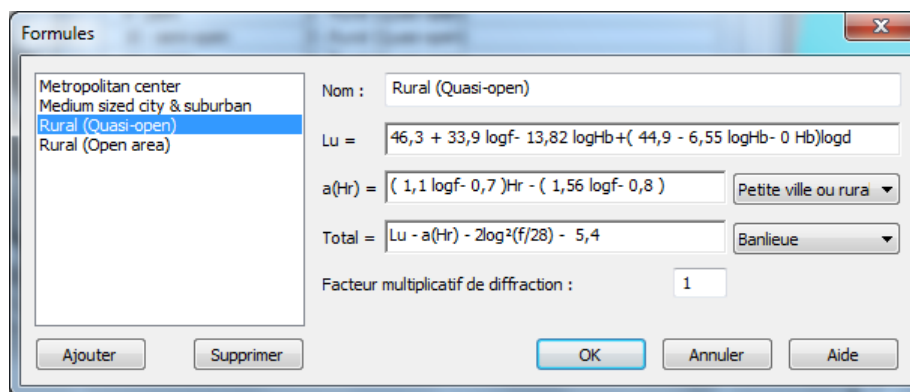 Formules
Metropolitan center
Medium sized city & suburban
Rural (Quasi-open)
Rural (Open area)
Nom :
Rural (Quasi-open)
Lu =
46,3 + 33,9 logf- 13,82 logHb+( 44,9 - 6,55 logHb- 0 Hb)logd
a(Hr) =
( 1,1 logf- 0,7 )Hr - ( 1,56 logf- 0,8 )
Petite ville ou rura
Total =
Lu - a(Hr) - 2log²(f/28) - 5,4
Banlieue
Facteur multiplicatif de diffraction :
1
Ajouter
Supprimer
OK
Annuler
Aide